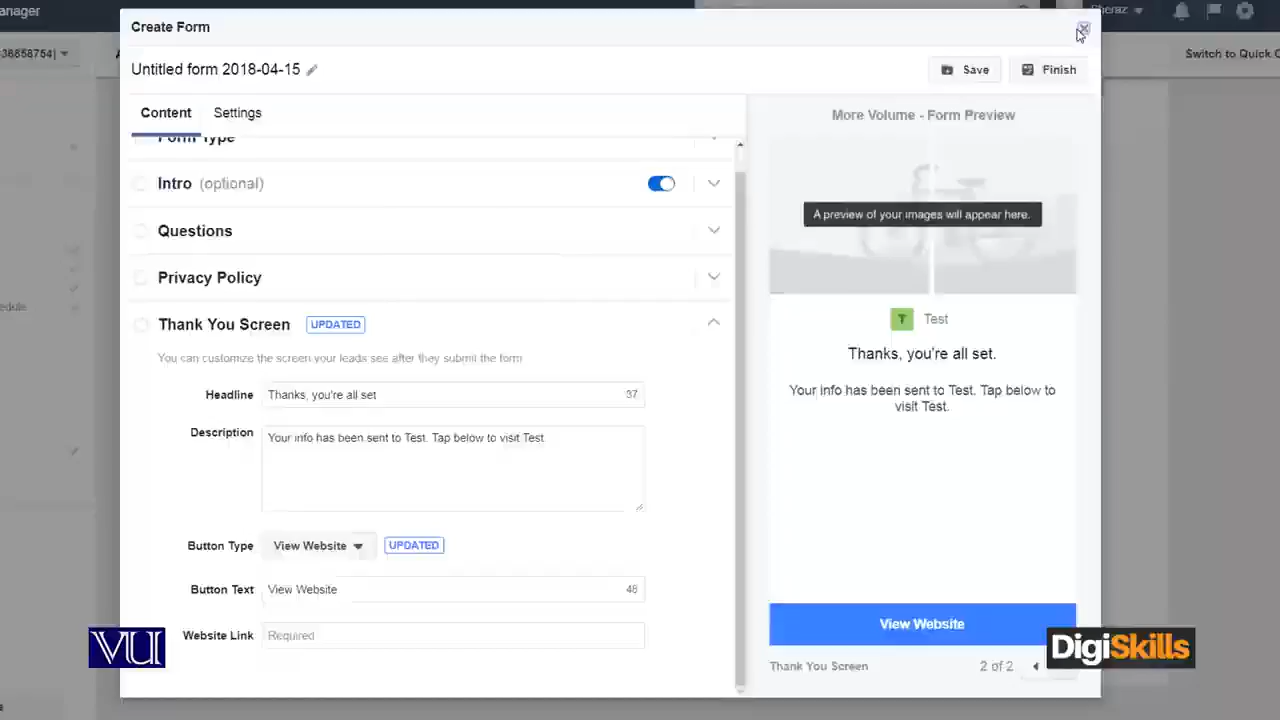 anager
Create Form
Switch to Quick C
Untitled form 2018-04-15
Save
Finish
Content
Settings
Form Type
Intro (optional)
Questions
Privacy Policy
Thank You Screen UPDATED
You can customize the screen your leads see after they submit the form
Headline Thanks, you're all set 37
Description Your info has been sent to Test. Tap below to visit Test
Button Type View Website UPDATED
Button Text View Website 48
Website Link Required
More Volume - Form Preview
A preview of your images will appear here.
T Test
Thanks, you're all set.
Your info has been sent to Test. Tap below to
visit Test.
View Website
Thank You Screen 2 of 2
VU
DigiSkills